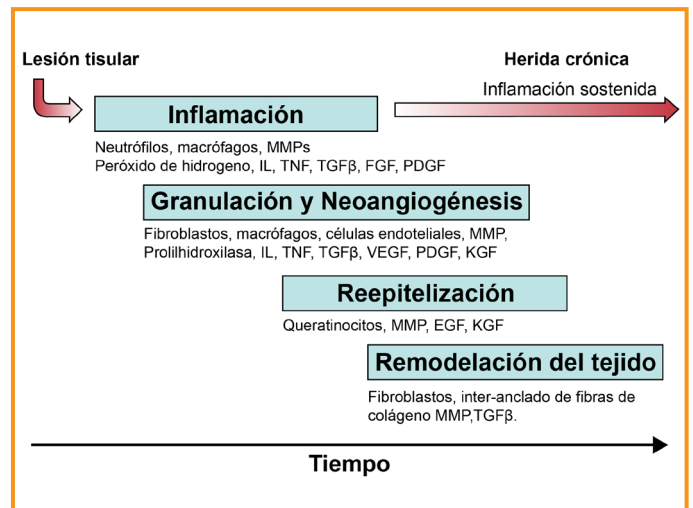 Lesión tisular
Herida crónica
Inflamación sostenida
Inflamación
Neutrófilos, macrófagos, MMPs
Peróxido de hidrogeno, IL, TNF, TGFβ, FGF, PDGF
Granulación y Neoangiogénesis
Fibroblastos, macrófagos, células endoteliales, MMP,
Prolilhidroxilasa, IL, TNF, TGFβ, VEGF, PDGF, KGF
Reepitelización
Queratinocitos, MMP, EGF, KGF
Remodelación del tejido
Fibroblastos, inter-anclado de fibras de
colágeno MMP,TGFβ.
Tiempo